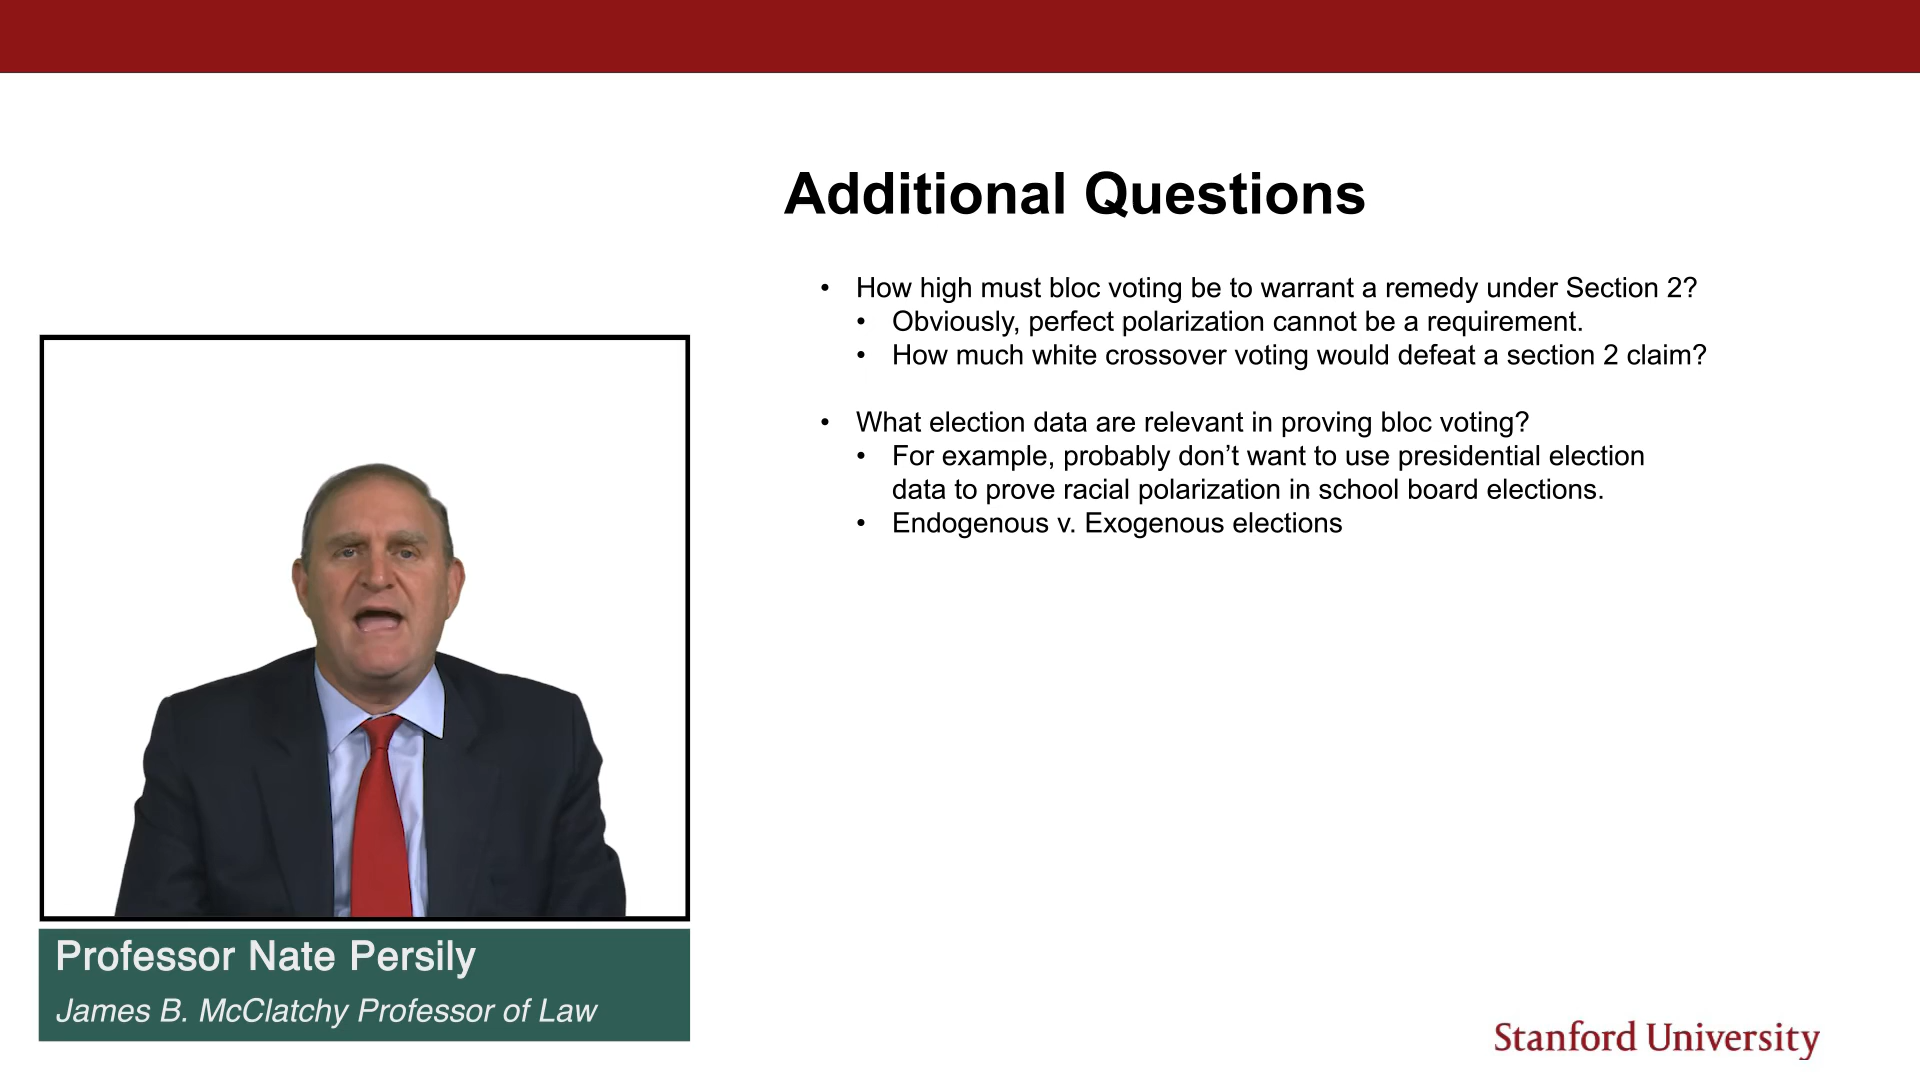 Additional Questions
• How high must bloc voting be to warrant a remedy under Section 2?
• Obviously, perfect polarization cannot be a requirement.
• How much white crossover voting would defeat a section 2 claim?
• What election data are relevant in proving bloc voting?
• For example, probably don’t want to use presidential election
data to prove racial polarization in school board elections.
• Endogenous v. Exogenous elections
Professor Nate Persily
James B. McClatchy Professor of Law
Stanford University